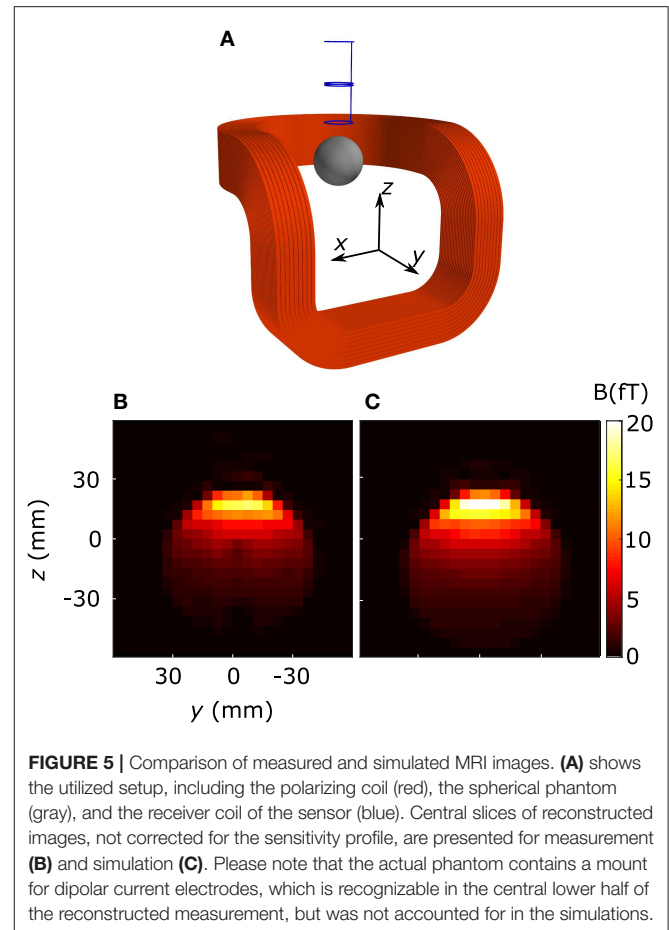 A
z
x
y
B
C
B(fT)
20
15
10
5
0
30
0
-30
z (mm)
30 0 -30
y (mm)
FIGURE 5 | Comparison of measured and simulated MRI images. (A) shows
the utilized setup, including the polarizing coil (red), the spherical phantom
(gray), and the receiver coil of the sensor (blue). Central slices of reconstructed
images, not corrected for the sensitivity profile, are presented for measurement
(B) and simulation (C). Please note that the actual phantom contains a mount
for dipolar current electrodes, which is recognizable in the central lower half of
the reconstructed measurement, but was not accounted for in the simulations.